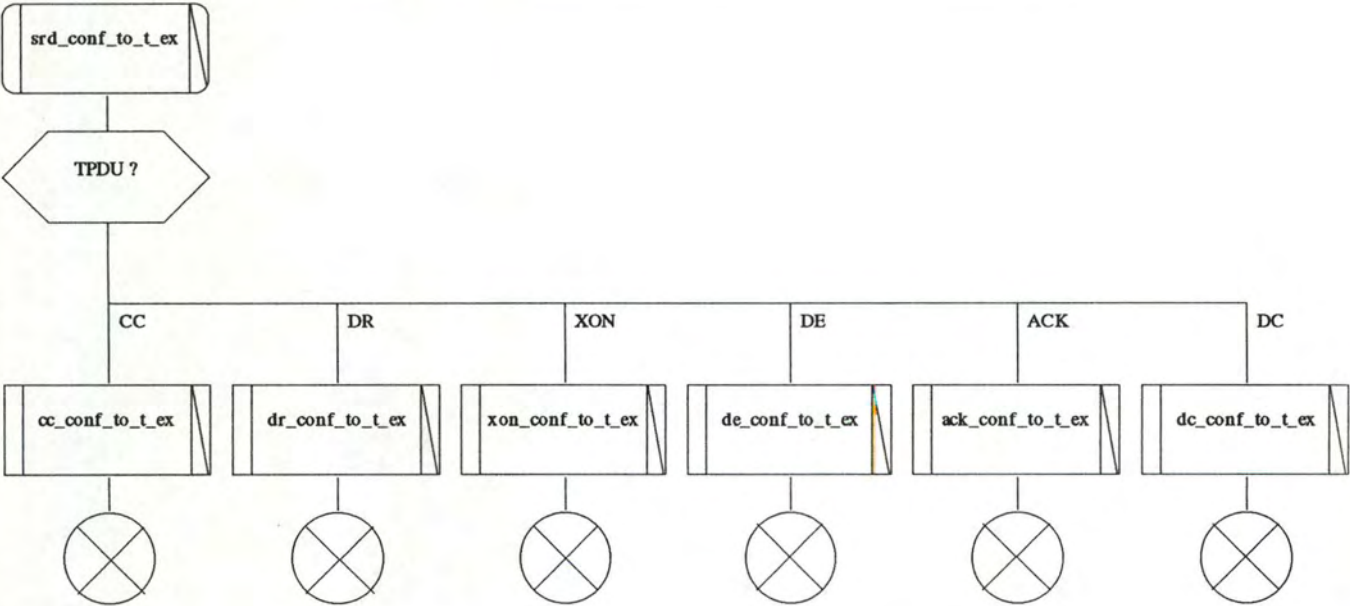 srd_conf_to_t_ex
TPDU ?
CC
DR
XON
DE
ACK
DC
cc_conf_to_t_ex
dr_conf_to_t_ex
xon_conf_to_t_ex
de_conf_to_t_ex
ack_conf_to_t_ex
dc_conf_to_t_ex